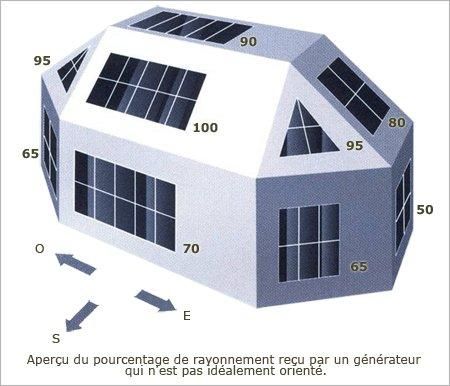 90
95
80
100
95
65
50
70
65
O
E
S
Aperçu du pourcentage de rayonnement reçu par un générateur
qui n'est pas idéalement orienté.